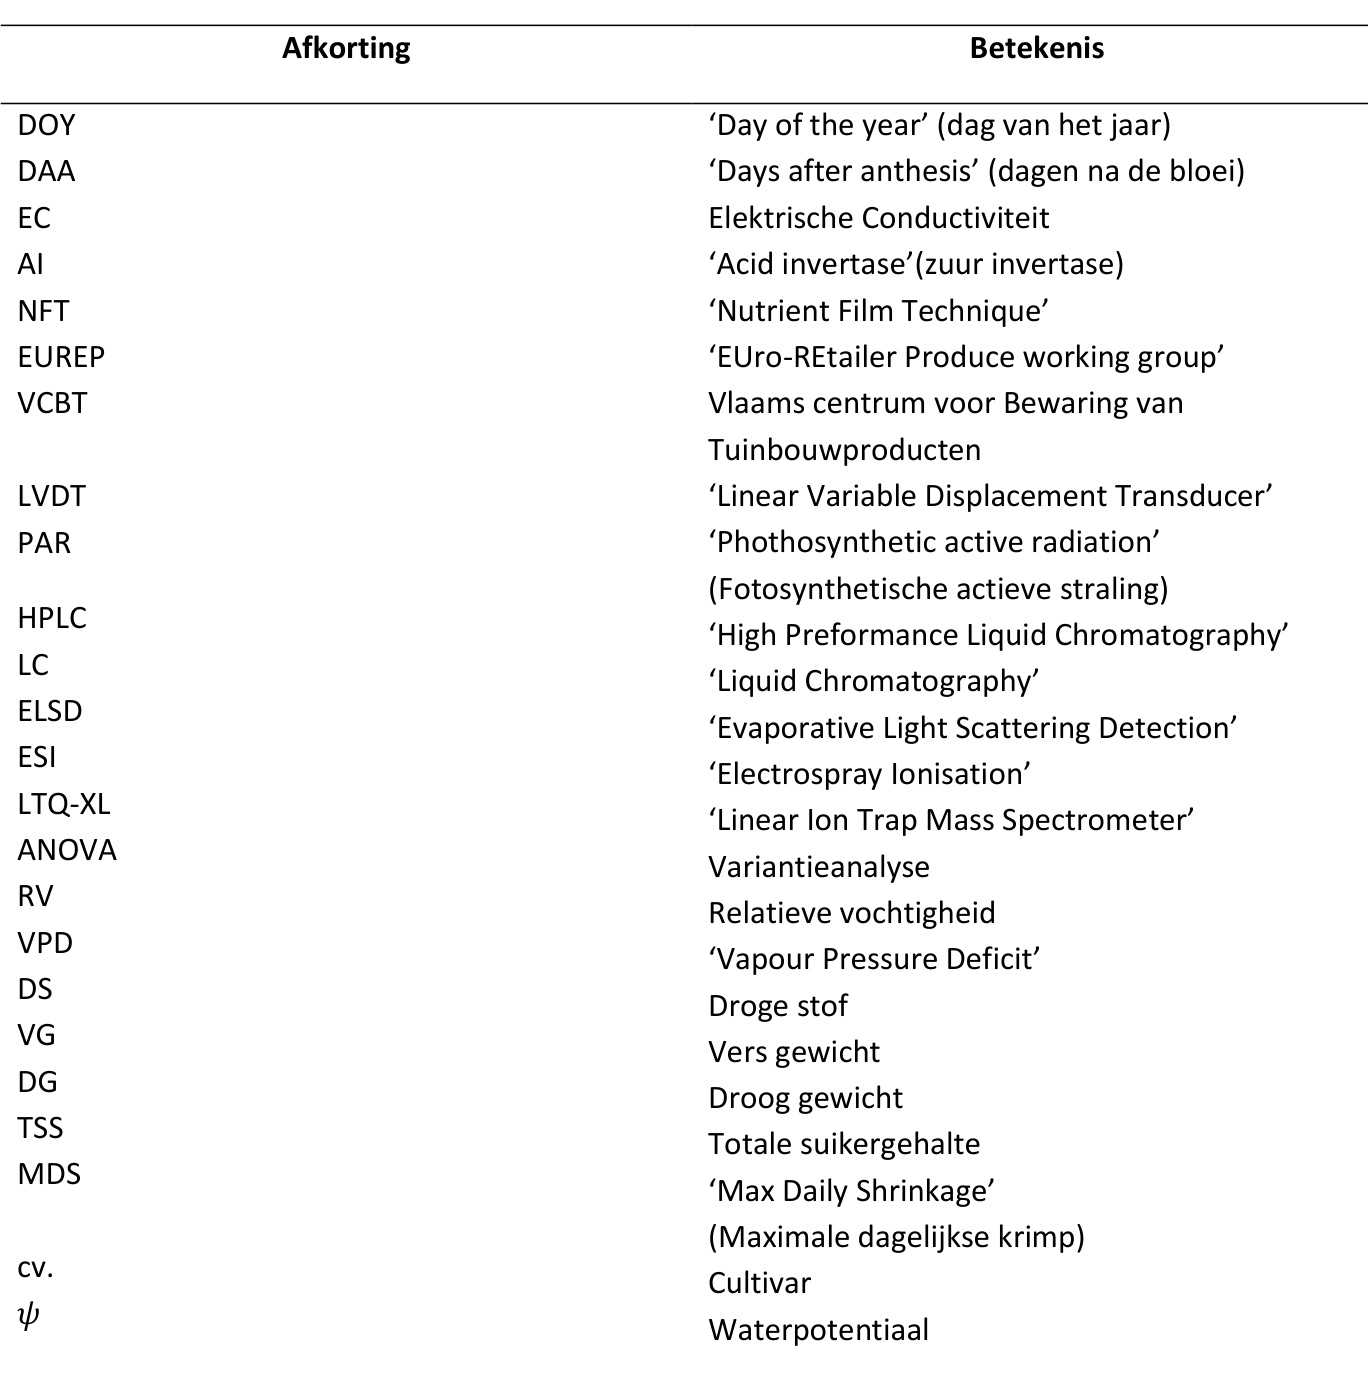 Afkorting Betekenis
DOY ‘Day of the year’ (dag van het jaar)
DAA ‘Days after anthesis’ (dagen na de bloei)
EC Elektrische Conductiviteit
AI ‘Acid invertase’(zuur invertase)
NFT ‘Nutrient Film Technique’
EUREP ‘EUro-REtailer Produce working group’
VCBT Vlaams centrum voor Bewaring van
Tuinbouwproducten
LVDT ‘Linear Variable Displacement Transducer’
PAR ‘Phothosynthetic active radiation’
(Fotosynthetische actieve straling)
HPLC ‘High Preformance Liquid Chromatography’
LC ‘Liquid Chromatography’
ELSD ‘Evaporative Light Scattering Detection’
ESI ‘Electrospray Ionisation’
LTQ-XL ‘Linear Ion Trap Mass Spectrometer’
ANOVA Variantieanalyse
RV Relatieve vochtigheid
VPD ‘Vapour Pressure Deficit’
DS Droge stof
VG Vers gewicht
DG Droog gewicht
TSS Totale suikergehalte
MDS ‘Max Daily Shrinkage’
(Maximale dagelijkse krimp)
cv. Cultivar
ψ Waterpotentiaal